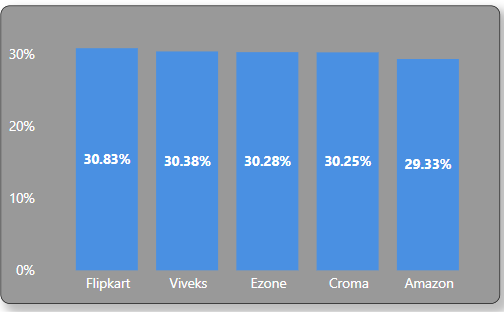 30%
20%
10%
0%
30.83%
30.38%
30.28%
30.25%
29.33%
Flipkart
Viveks
Ezone
Croma
Amazon